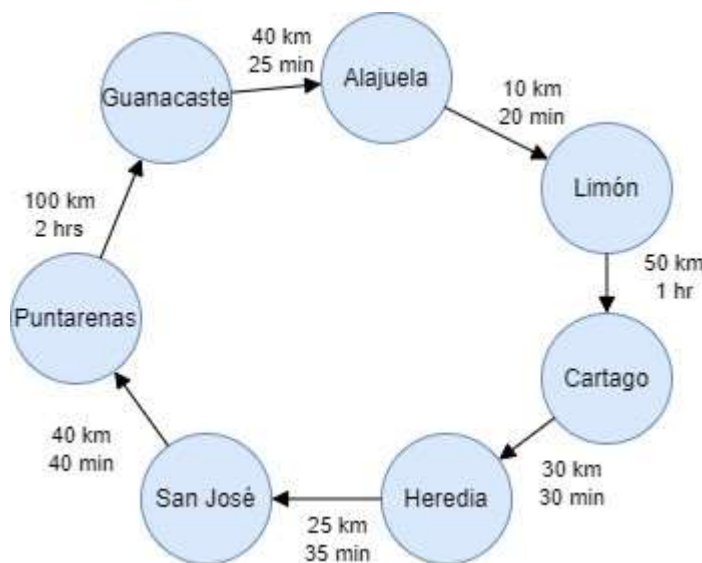 40 km
25 min
Alajuela
Guanacaste
10 km
20 min
Limón
100 km
2 hrs
50 km
1 hr
Puntarenas
Cartago
40 km
40 min
30 km
30 min
San José
Heredia
25 km
35 min